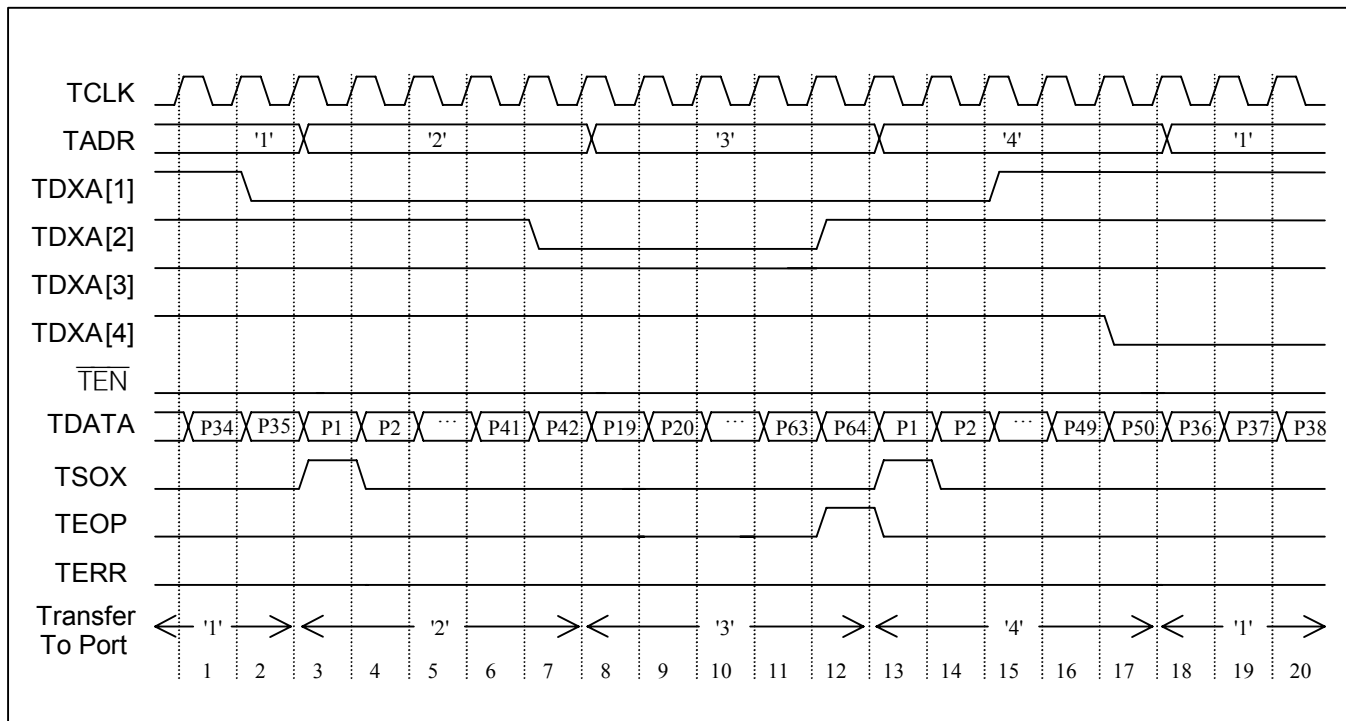 TCLK
TADR '1' '2' '3' '4' '1'
TDXA[1]
TDXA[2]
TDXA[3]
TDXA[4]
TEN
TDATA P34 P35 P1 P2 ... P41 P42 P19 P20 ... P63 P64 P1 P2 ... P49 P50 P36 P37 P38
TSOX
TEOP
TERR
Transfer
To Port '1' '2' '3' '4' '1'
1 2 3 4 5 6 7 8 9 10 11 12 13 14 15 16 17 18 19 20